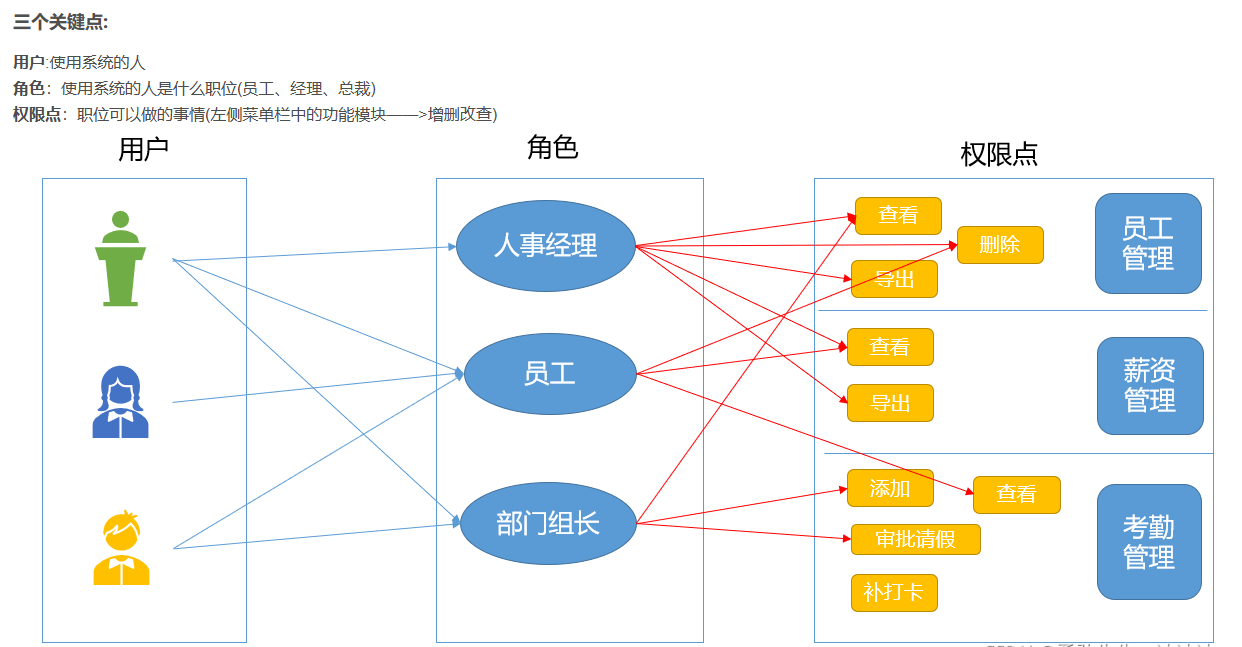 三个关键点:
用户:使用系统的人
角色：使用系统的人是什么职位(员工、经理、总裁)
权限点：职位可以做的事情(左侧菜单栏中的功能模块——>增删改查)
用户
角色
权限点
人事经理
员工
部门组长
查看
删除
导出
员工
管理
查看
导出
薪资
管理
添加
查看
审批请假
补打卡
考勤
管理